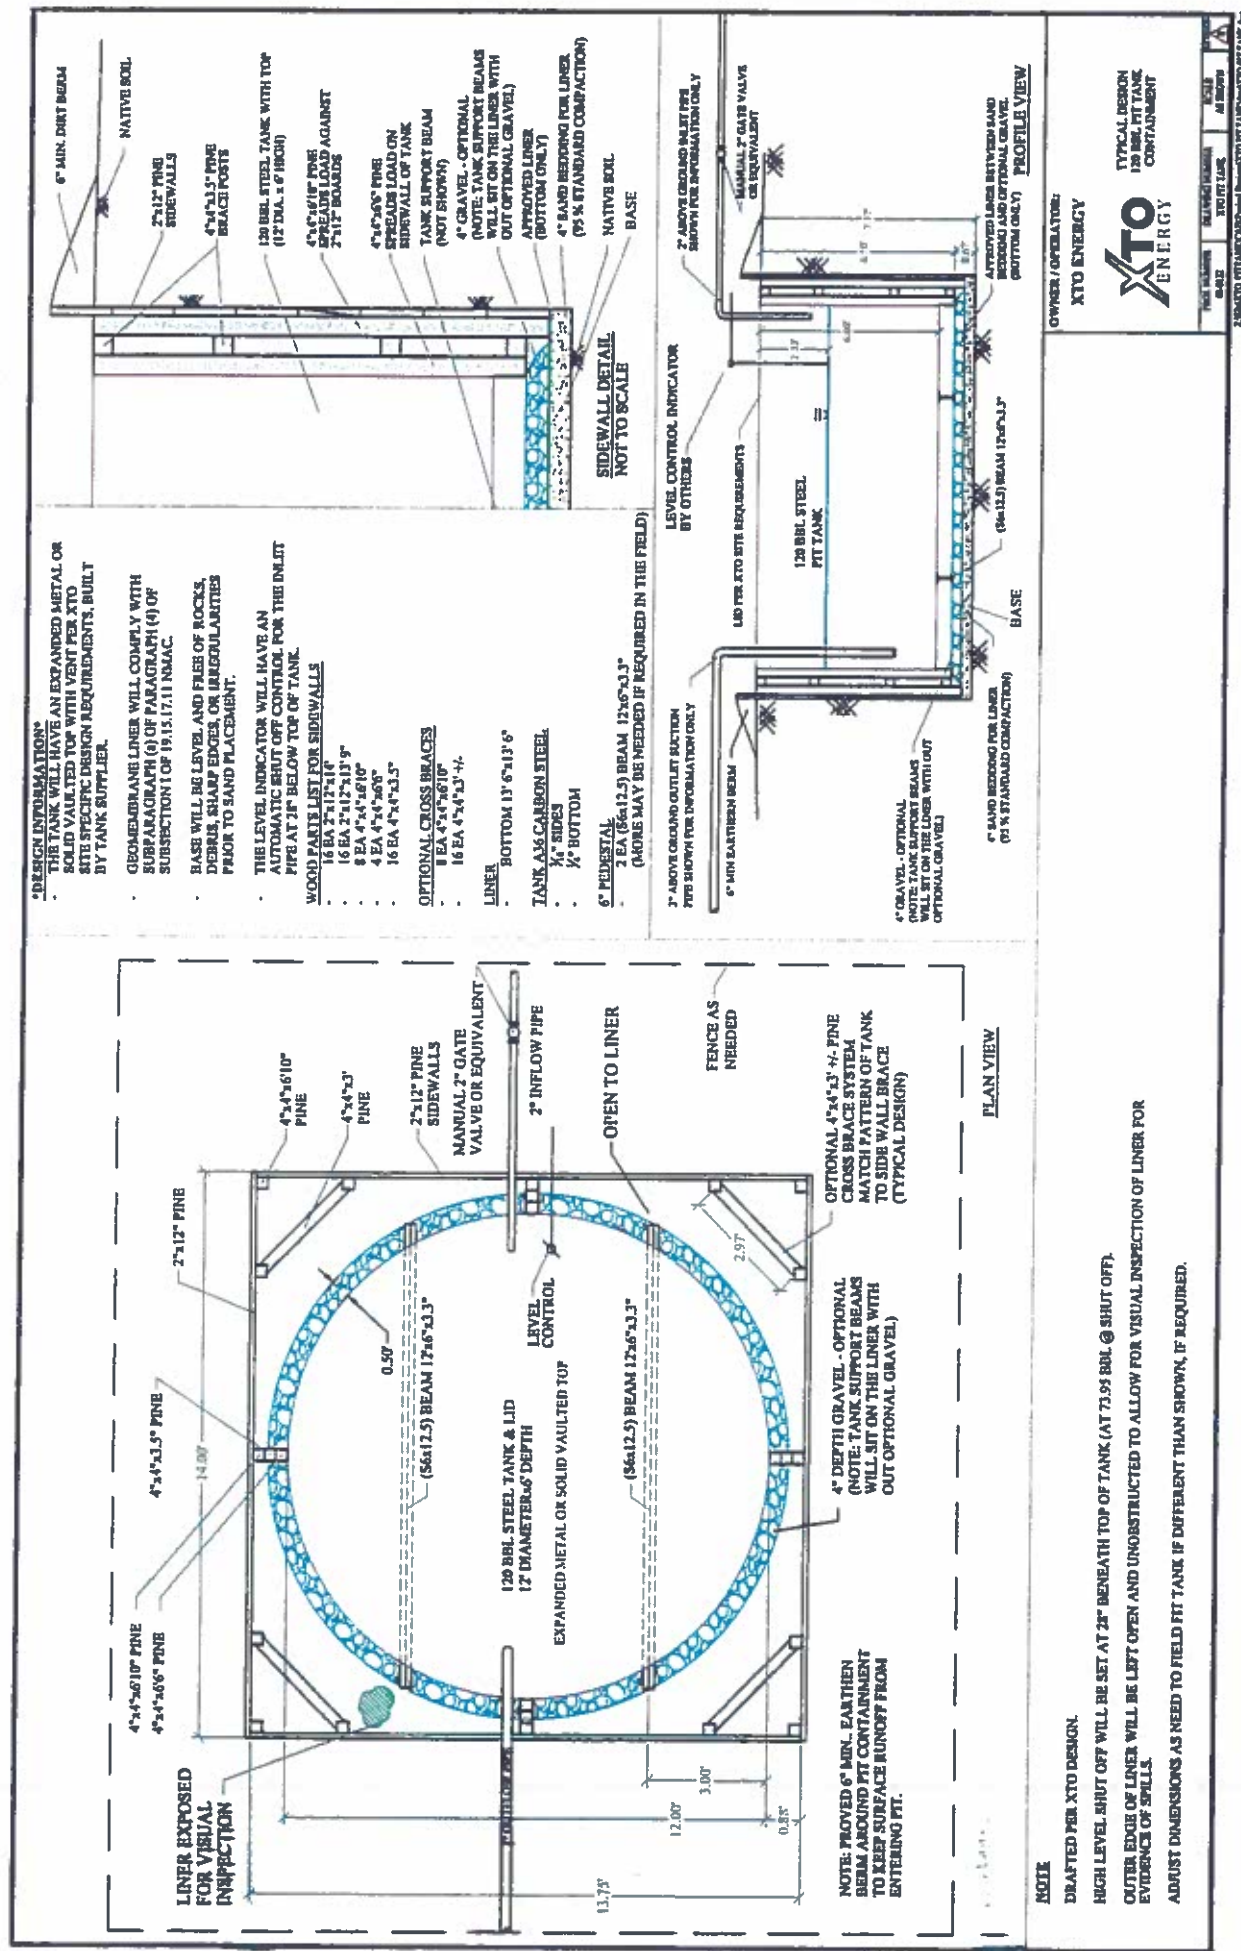 *DESIGN INFORMATION*
- THE TANK WILL HAVE AN EXPANDED METAL OR
SOLID VAULTED TOP WITH VENT PER XTO
SITE SPECIFIC DESIGN REQUIREMENTS, BUILT
BY TANK SUPPLIER.
- GEOMEMBRANE LINER WILL COMPLY WITH
SUBPARAGRAPH (a) OF PARAGRAPH (4) OF
SUBSECTION I OF 19.15.17.11 NMAC.
- BASE WILL BE LEVEL AND FREE OF ROCKS,
DEBRIS, SHARP EDGES, OR IRREGULARITIES
PRIOR TO SAND PLACEMENT.
- THE LEVEL INDICATOR WILL HAVE AN
AUTOMATIC SHUT OFF CONTROL FOR THE INLET
PIPE AT 28" BELOW TOP OF TANK.
WOOD PARTS LIST FOR SIDEWALLS
- 16 EA 2"x12"x14'
- 16 EA 2"x12"x13'9"
- 8 EA 4"x4"x6'10"
- 4 EA 4"x4"x6'6"
- 16 EA 4"x4"x3.5"
OPTIONAL CROSS BRACES
- 8 EA 4"x4"x6'10"
- 16 EA 4"x4"x3' +/-
LINER
- BOTTOM 13' 6"x13' 6"
TANK A36 CARBON STEEL
SIDES
BOTTOM
6" PEDESTAL
- 2 EA (S6x12.5) BEAM 12'x6"x3.3"
(MORE MAY BE NEEDED IF REQUIRED IN THE FIELD)
6" MIN. DIRT BERM
NATIVE SOIL
2"x12" PINE
SIDEWALLS
4"x4"x3.5" PINE
BRACE POSTS
120 BBL STEEL TANK WITH TOP
(12' DIA. x 6' HIGH)
4"x4"x6'10" PINE
SPREADS LOAD AGAINST
2"x12" BOARDS
4"x4"x6'6" PINE
SPREADS LOAD ON
SIDEWALL OF TANK
TANK SUPPORT BEAM
(NOT SHOWN)
4" GRAVEL - OPTIONAL
(NOTE: TANK SUPPORT BEAMS
WILL SIT ON THE LINER WITH
OUT OPTIONAL GRAVEL)
APPROVED LINER
(BOTTOM ONLY)
4" SAND BEDDING FOR LINER
(95 % STANDARD COMPACTION)
NATIVE SOIL
BASE
SIDEWALL DETAIL
NOT TO SCALE
LINER EXPOSED
FOR VISUAL
INSPECTION
4"x4"x6'10" PINE
4"x4"x6'6" PINE
4"x4"x3.5" PINE
2"x12" PINE
14.00'
4"x4"x6'10"
PINE
4"x4"x3'
PINE
2"x12" PINE
SIDEWALLS
MANUAL 2" GATE
VALVE OR EQUIVALENT
2" INFLOW PIPE
OPEN TO LINER
FENCE AS
NEEDED
0.50'
(S6x12.5) BEAM 12'x6"x3.3"
120 BBL STEEL TANK & LID
12' DIAMETERx6' DEPTH
LEVEL
CONTROL
EXPANDED METAL OR SOLID VAULTED TOP
(S6x12.5) BEAM 12'x6"x3.3"
2.97'
3.00'
12.00'
0.88'
13.75'
4" DEPTH GRAVEL - OPTIONAL
(NOTE: TANK SUPPORT BEAMS
WILL SIT ON THE LINER WITH
OUT OPTIONAL GRAVEL)
OPTIONAL 4"x4"x3' +/- PINE
CROSS BRACE SYSTEM
MATCH PATTERN OF TANK
TO SIDE WALL BRACE
(TYPICAL DESIGN)
NOTE: PROVED 6" MIN.. EARTHEN
BERM AROUND PIT CONTAINMENT
TO KEEP SURFACE RUNOFF FROM
ENTERING PIT.
PLAN VIEW
3" ABOVE GROUND OUTLET SUCTION
PIPE SHOWN FOR INFORMATION ONLY
6" MIN EARTHERN BERM
LEVEL CONTROL INDICATOR
BY OTHERS
LID PER XTO SITE REQUIREMENTS
120 BBL STEEL
PIT TANK
2" ABOVE GROUND INLET PIPE
SHOWN FOR INFORMATION ONLY
MANUAL 2" GATE VALVE
OR EQUIVALENT
4" GRAVEL - OPTIONAL
(NOTE: TANK SUPPORT BEAMS
WILL SIT ON THE LINER WITH OUT
OPTIONAL GRAVEL)
4" SAND BEDDING FOR LINER
(95 % STANDARD COMPACTION)
BASE
(S6x12.5) BEAM 12'x6"x3.3"
APPROVED LINER BETWEEN SAND
BEDDING AND OPTIONAL GRAVEL
(BOTTOM ONLY)
PROFILE VIEW
NOTE
DRAFTED PER XTO DESIGN.
HIGH LEVEL SHUT OFF WILL BE SET AT 28" BENEATH TOP OF TANK (AT 73.95 BBL @ SHUT OFF).
OUTER EDGE OF LINER WILL BE LEFT OPEN AND UNOBSTRUCTED TO ALLOW FOR VISUAL INSPECTION OF LINER FOR
EVIDENCE OF SPILLS.
ADJUST DIMENSIONS AS NEED TO FIELD FIT TANK IF DIFFERENT THAN SHOWN, IF REQUIRED.
OWNER / OPERATOR:
XTO ENERGY
XTO
ENERGY
TYPICAL DESIGN
120 BBL PIT TANK
CONTAINMENT
XTO PIT TANK
AS SHOWN